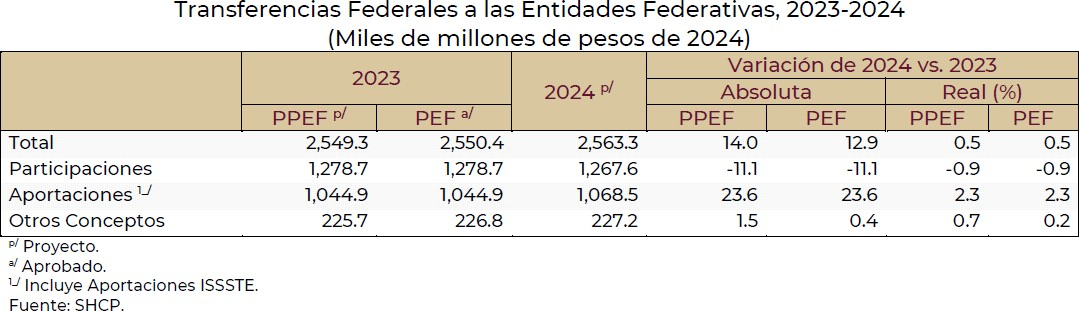 Transferencias Federales a las Entidades Federativas, 2023-2024
(Miles de millones de pesos de 2024)
2023 2024 p/ Variación de 2024 vs. 2023
Absoluta Real (%)
PPEF p/ PEF a/ PPEF PEF PPEF PEF
Total 2,549.3 2,550.4 2,563.3 14.0 12.9 0.5 0.5
Participaciones 1,278.7 1,278.7 1,267.6 -11.1 -11.1 -0.9 -0.9
Aportaciones 1_/ 1,044.9 1,044.9 1,068.5 23.6 23.6 2.3 2.3
Otros Conceptos 225.7 226.8 227.2 1.5 0.4 0.7 0.2
p/ Proyecto.
a/ Aprobado.
1_/ Incluye Aportaciones ISSSTE.
Fuente: SHCP.